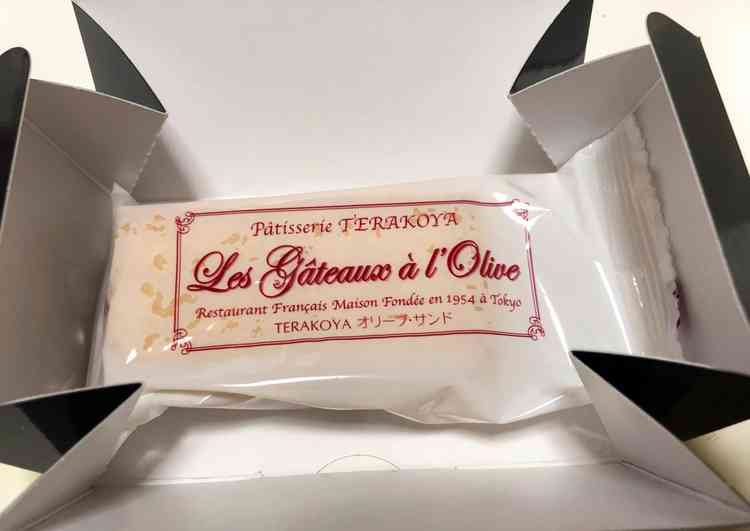 Pâtisserie TERAKOYA
Les Gâteaux à l'Olive
Restaurant Français Maison Fondée en 1954 à Tokyo
TERAKOYA オリーブ・サンド